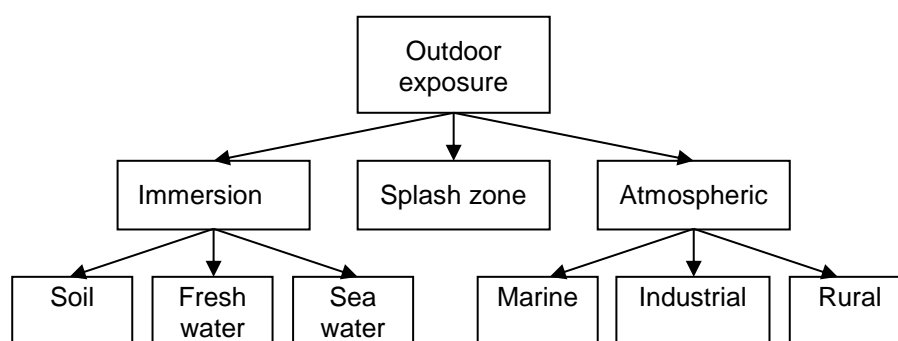 Outdoor
exposure
Immersion
Splash zone
Atmospheric
Soil
Fresh
water
Sea
water
Marine
Industrial
Rural